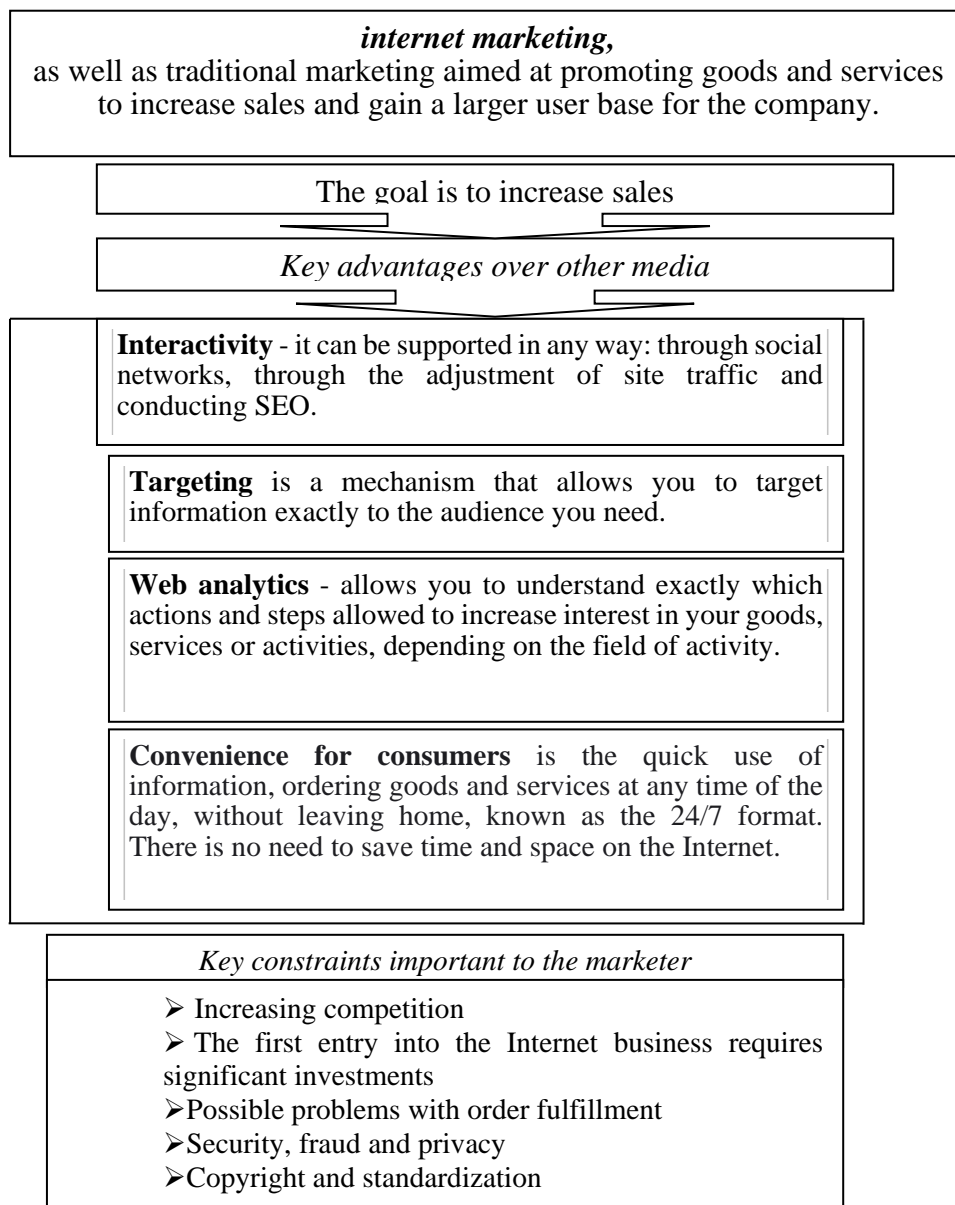 internet marketing,
as well as traditional marketing aimed at promoting goods and services
to increase sales and gain a larger user base for the company.
The goal is to increase sales
Key advantages over other media
Interactivity - it can be supported in any way: through social
networks, through the adjustment of site traffic and
conducting SEO.
Targeting is a mechanism that allows you to target
information exactly to the audience you need.
Web analytics - allows you to understand exactly which
actions and steps allowed to increase interest in your goods,
services or activities, depending on the field of activity.
Convenience for consumers is the quick use of
information, ordering goods and services at any time of the
day, without leaving home, known as the 24/7 format.
There is no need to save time and space on the Internet.
Key constraints important to the marketer
➢ Increasing competition
➢ The first entry into the Internet business requires
significant investments
➢Possible problems with order fulfillment
➢Security, fraud and privacy
➢Copyright and standardization